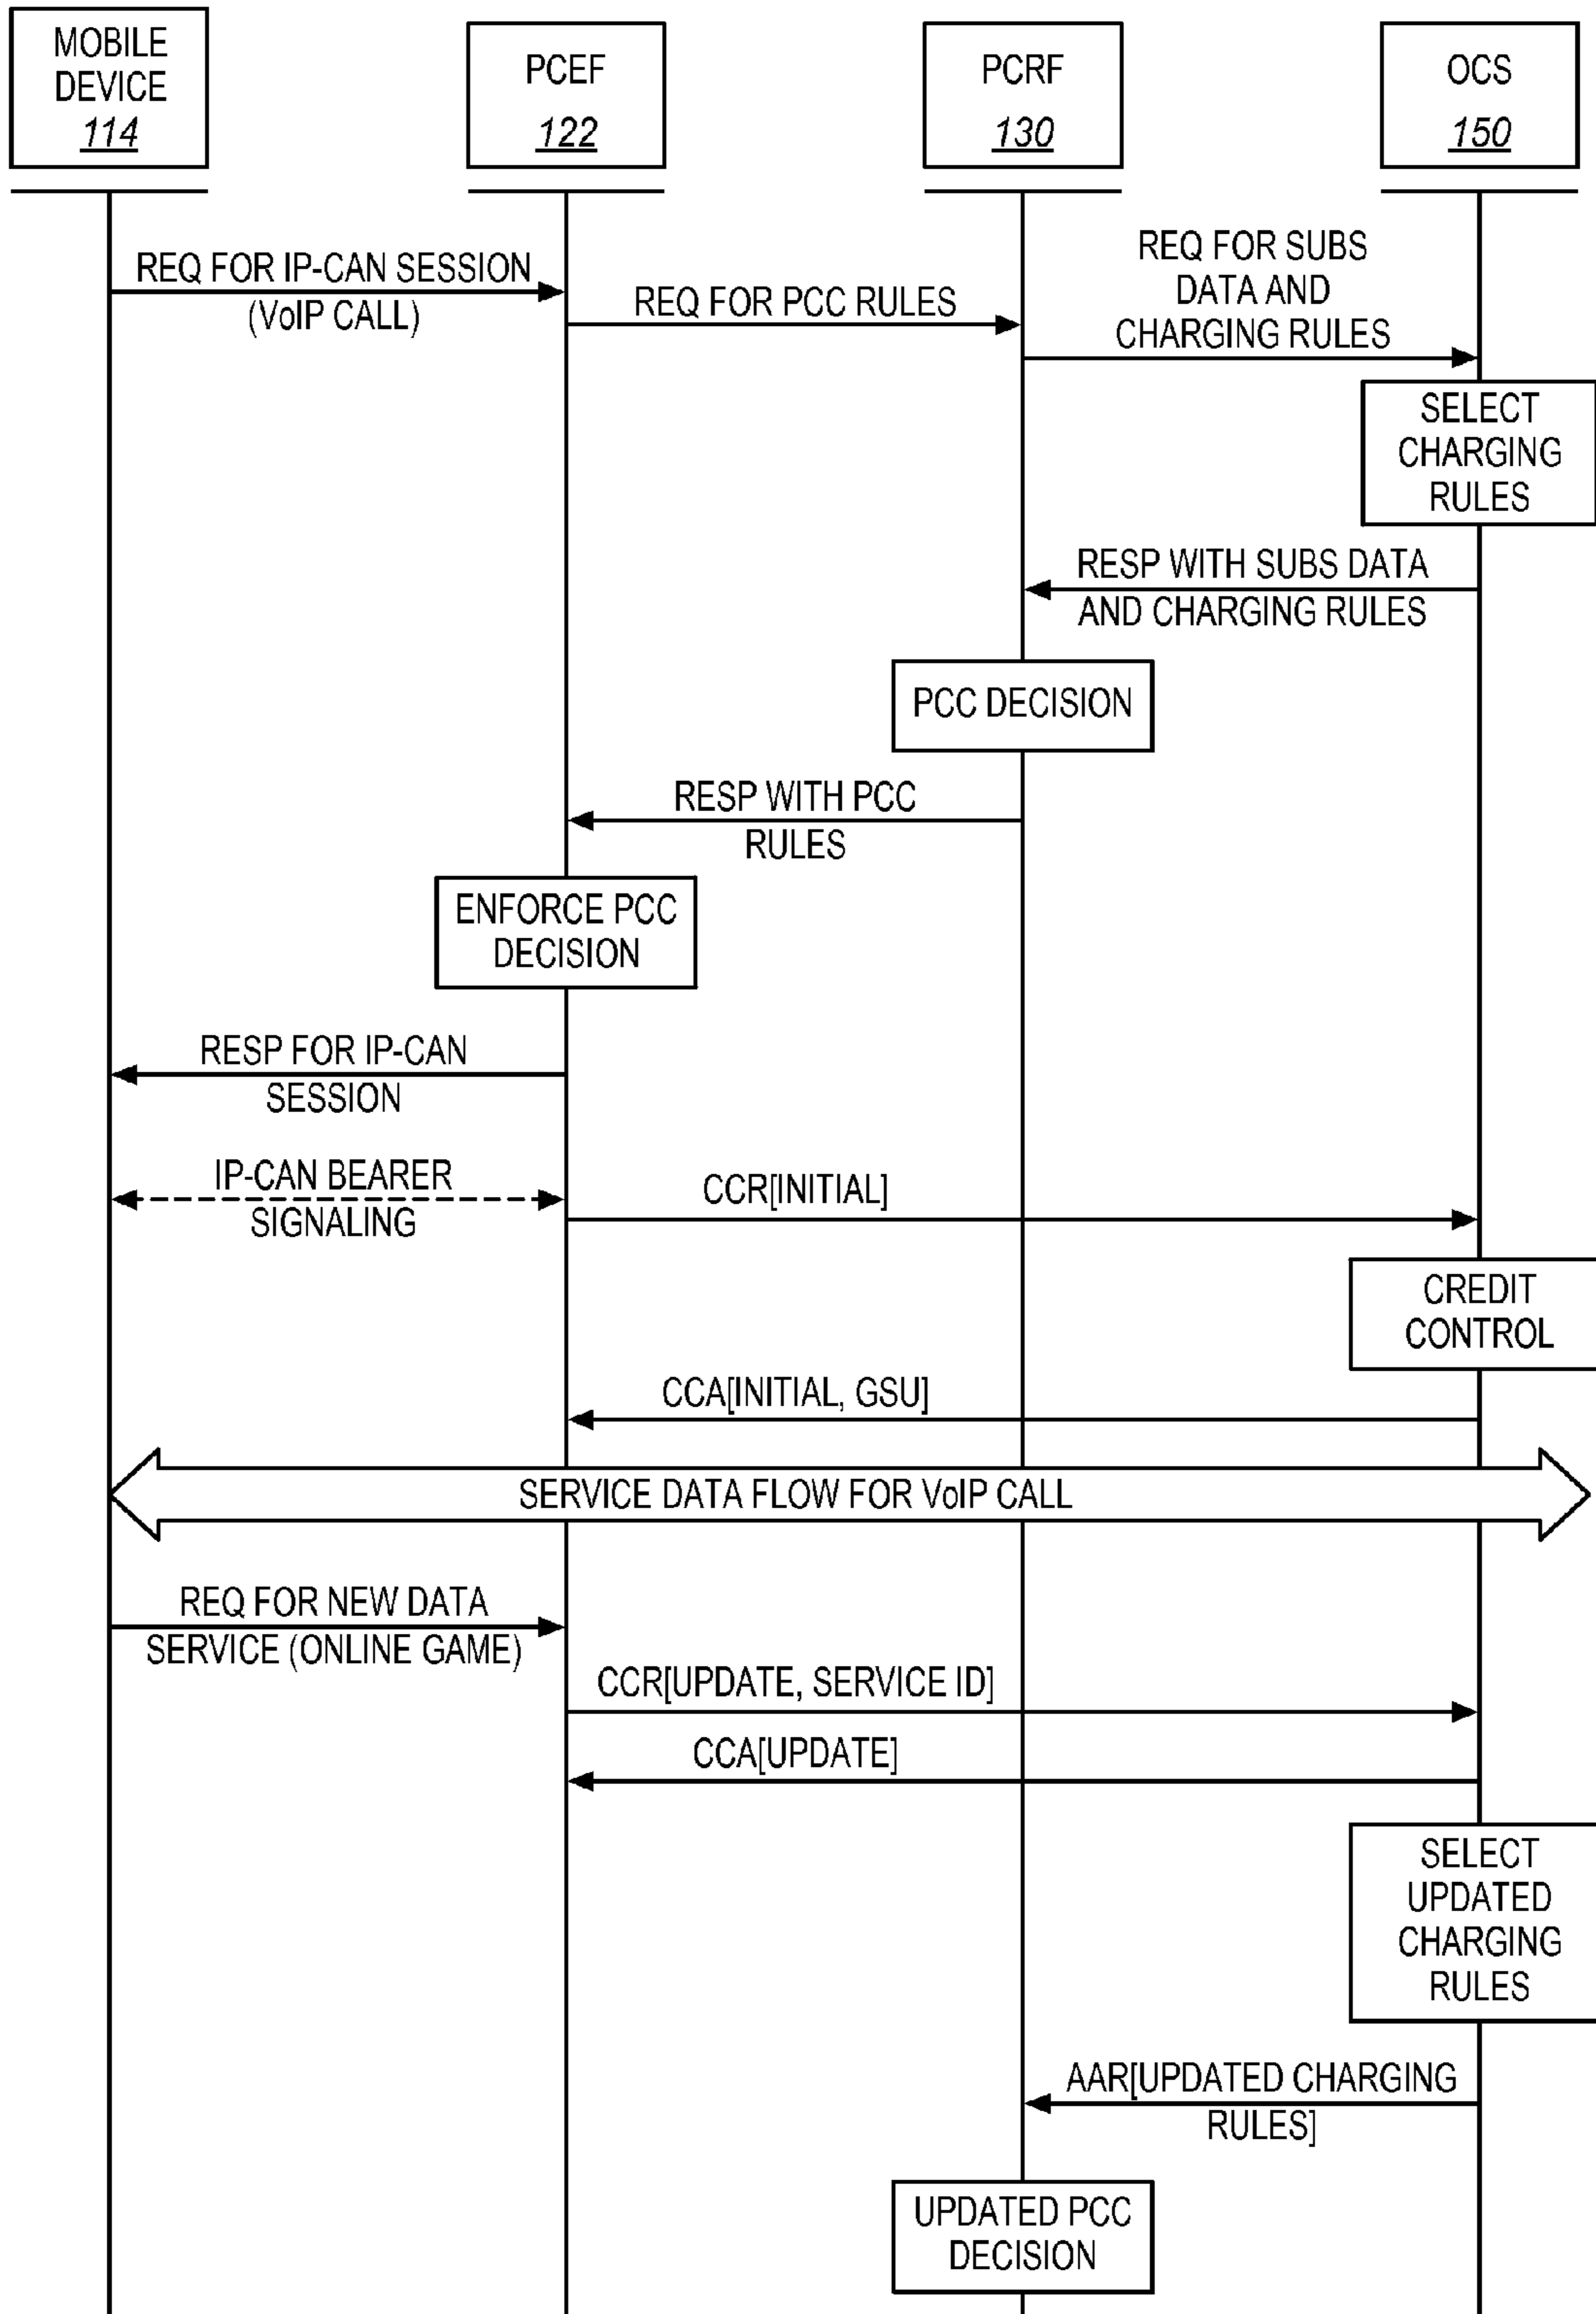 MOBILE
DEVICE
114
PCEF
122
PCRF
130
OCS
150
REQ FOR IP-CAN SESSION
(VoIP CALL)
REQ FOR PCC RULES
REQ FOR SUBS
DATA AND
CHARGING RULES
SELECT
CHARGING
RULES
RESP WITH SUBS DATA
AND CHARGING RULES
PCC DECISION
RESP WITH PCC
RULES
ENFORCE PCC
DECISION
RESP FOR IP-CAN
SESSION
IP-CAN BEARER
SIGNALING
CCR[INITIAL]
CREDIT
CONTROL
CCA[INITIAL, GSU]
SERVICE DATA FLOW FOR VoIP CALL
REQ FOR NEW DATA
SERVICE (ONLINE GAME)
CCR[UPDATE, SERVICE ID]
CCA[UPDATE]
SELECT
UPDATED
CHARGING
RULES
AAR[UPDATED CHARGING
RULES]
UPDATED PCC
DECISION